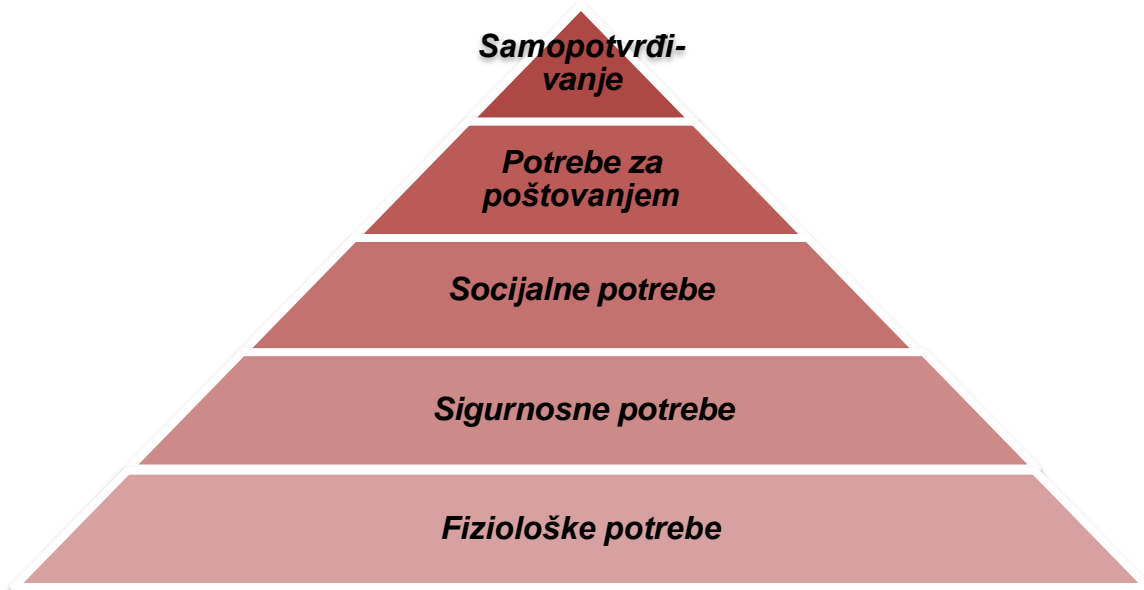 Samopotvrđi-
vanje
Potrebe za
poštovanjem
Socijalne potrebe
Sigurnosne potrebe
Fiziološke potrebe